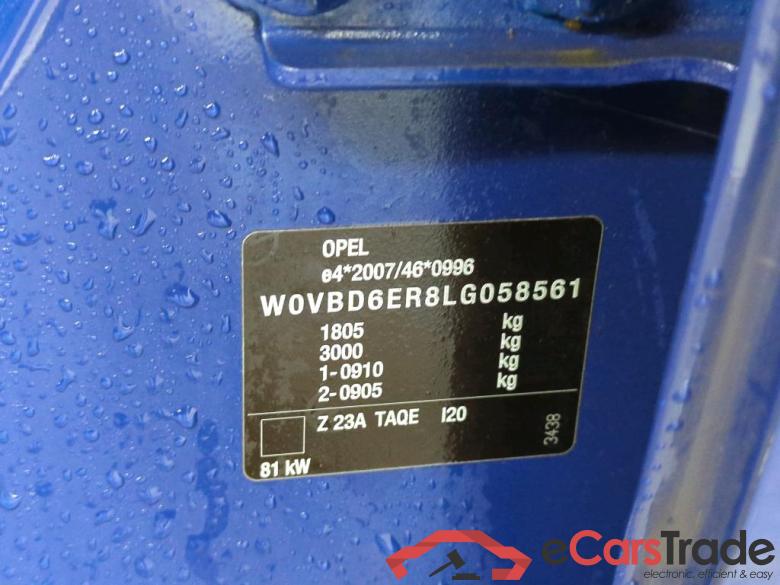 OPEL
e4*2007/46*0996
W0VBD6ER8LG058561
1805 kg
3000 kg
1-0910 kg
2-0905 kg
Z 23A TAQE I20
3438
81 kW
eCarsTrade
electronic, efficient & easy